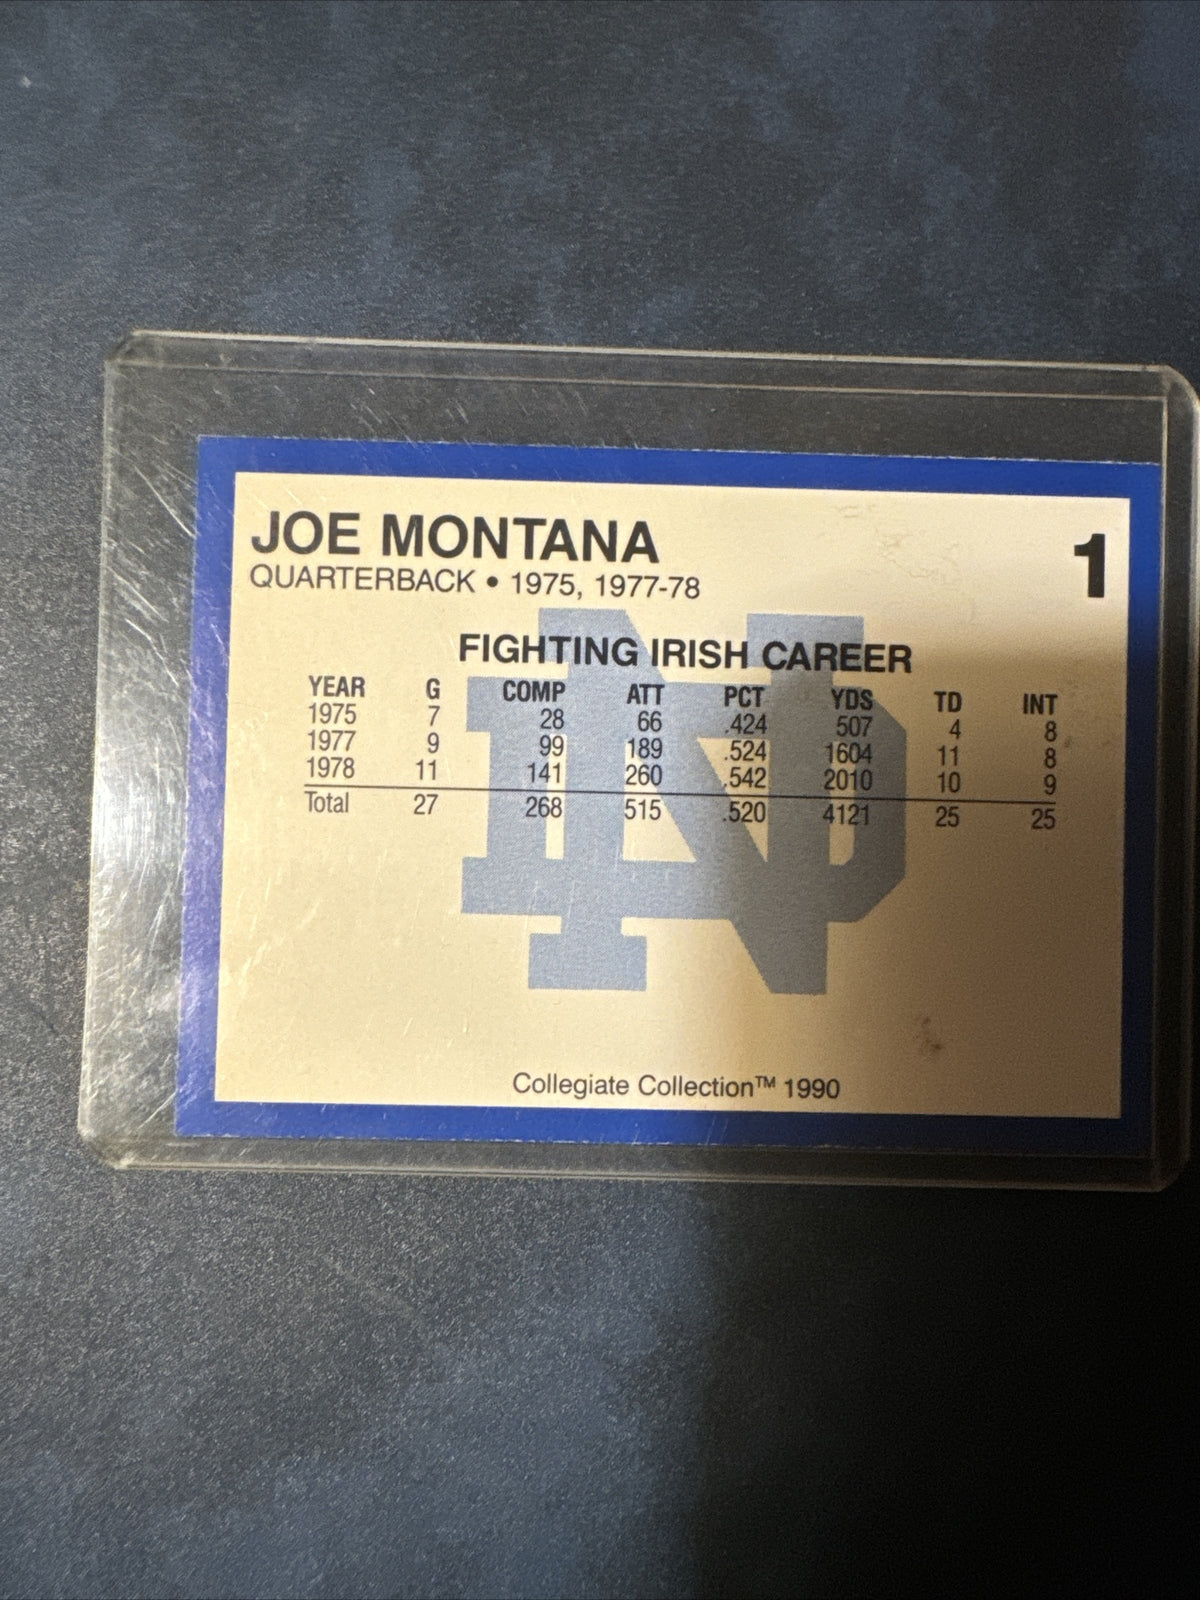 JOE MONTANA 1
QUARTERBACK • 1975, 1977-78
FIGHTING IRISH CAREER
YEAR G COMP ATT PCT YDS TD INT
1975 7 28 66 .424 507 4 8
1977 9 99 189 .524 1604 11 8
1978 11 141 260 .542 2010 10 9
Total 27 268 515 .520 4121 25 25
ND
Collegiate Collection™ 1990